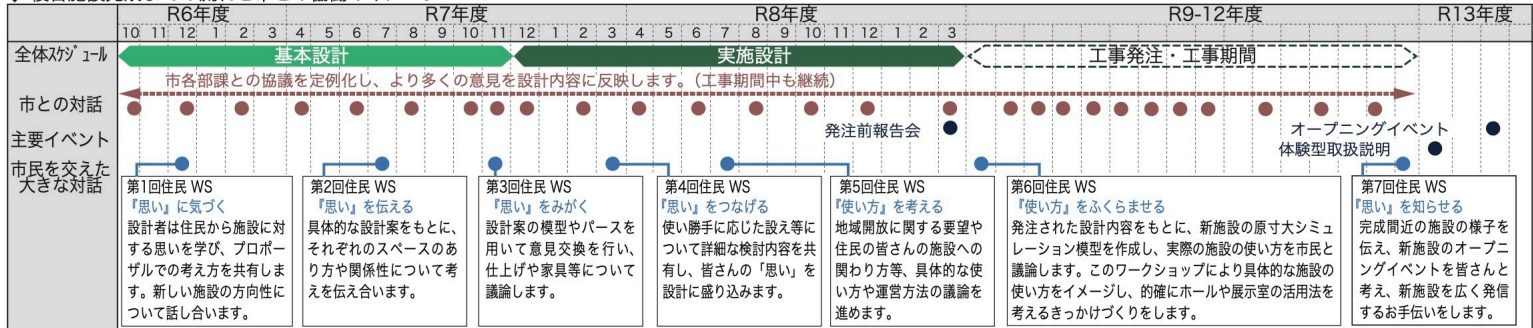 R6年度 R7年度 R8年度 R9-12年度 R13年度
10 11 12 1 2 3 4 5 6 7 8 9 10 11 12 1 2 3 4 5 6 7 8 9 10 11 12 1 2 3
全体スケジュール 基本設計 実施設計 工事発注・工事期間
市各部課との協議を定例化し、より多くの意見を設計内容に反映します。(工事期間中も継続)
市との対話
主要イベント
発注前報告会
オープニングイベント
体験型取扱説明
市民を交えた
大きな対話
第1回住民 WS
『思い』に気づく
設計者は住民から施設に対
する思いを学び、プロポー
ザルでの考え方を共有しま
す。新しい施設の方向性に
ついて話し合います。
第2回住民 WS
『思い』を伝える
具体的な設計案をもとに、
それぞれのスペースのあ
り方や関係性について考
えを伝え合います。
第3回住民 WS
『思い』をみがく
設計案の模型やパースを
用いて意見交換を行い、
仕上げや家具等について
議論します。
第4回住民 WS
『思い』をつなげる
使い勝手に応じた設え等に
ついて詳細な検討内容を共
有し、皆さんの「思い」を
設計に盛り込みます。
第5回住民 WS
『使い方』を考える
地域開放に関する要望や
住民の皆さんの施設への
関わり方等、具体的な使
い方や運営方法の議論を
進めます。
第6回住民 WS
『使い方』をふくらませる
発注された設計内容をもとに、新施設の原寸大シミュ
レーション模型を作成し、実際の施設の使い方を市民と
議論します。このワークショップにより具体的な施設の
使い方をイメージし、的確にホールや展示室の活用法を
考えるきっかけづくりをします。
第7回住民 WS
『思い』を知らせる
完成間近の施設の様子を
伝え、新施設のオープニ
ングイベントを皆さんと
考え、新施設を広く発信
するお手伝いをします。